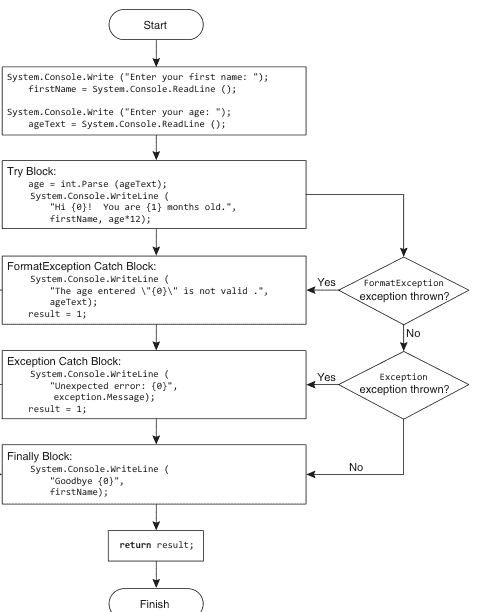 Start
System.Console.Write ("Enter your first name: ");
firstName = System.Console.ReadLine ();
System.Console.Write ("Enter your age: ");
ageText = System.Console.ReadLine ();
Try Block:
age = int.Parse (ageText);
System.Console.WriteLine (
"Hi {0}!  You are {1} months old.",
firstName, age*12);
FormatException Catch Block:
System.Console.WriteLine (
"The age entered \"{0}\" is not valid .",
ageText);
result = 1;
Yes
FormatException
exception thrown?
No
Exception Catch Block:
System.Console.WriteLine (
"Unexpected error: {0}",
exception.Message);
result = 1;
Yes
Exception
exception thrown?
Finally Block:
System.Console.WriteLine (
"Goodbye {0}",
firstName);
No
return result;
Finish